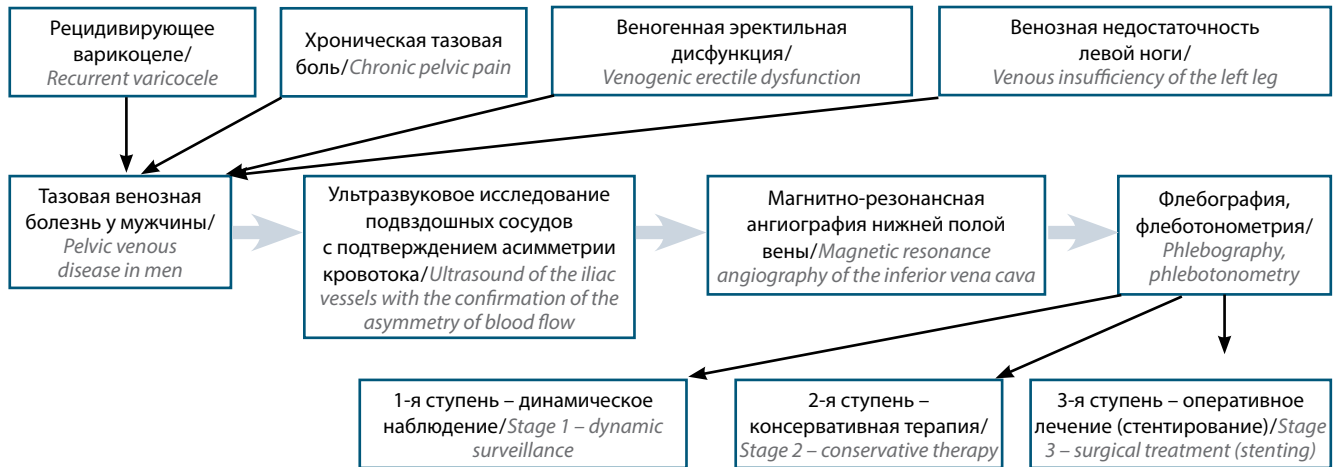 Рецидивирующее
варикоцеле/
Recurrent varicocele
Хроническая тазовая
боль/Chronic pelvic pain
Веногенная эректильная
дисфункция/
Venogenic erectile dysfunction
Венозная недостаточность
левой ноги/
Venous insufficiency of the left leg
Тазовая венозная
болезнь у мужчины/
Pelvic venous
disease in men
Ультразвуковое исследование
подвздошных сосудов
с подтверждением асимметрии
кровотока/Ultrasound of the iliac
vessels with the confirmation of the
asymmetry of blood flow
Магнитно-резонансная
ангиография нижней полой
вены/Magnetic resonance
angiography of the inferior vena cava
Флебография,
флеботонометрия/
Phlebography,
phlebotonometry
1-я ступень – динамическое
наблюдение/Stage 1 – dynamic
surveillance
2-я ступень –
консервативная терапия/
Stage 2 – conservative therapy
3-я ступень – оперативное
лечение (стентирование)/Stage
3 – surgical treatment (stenting)